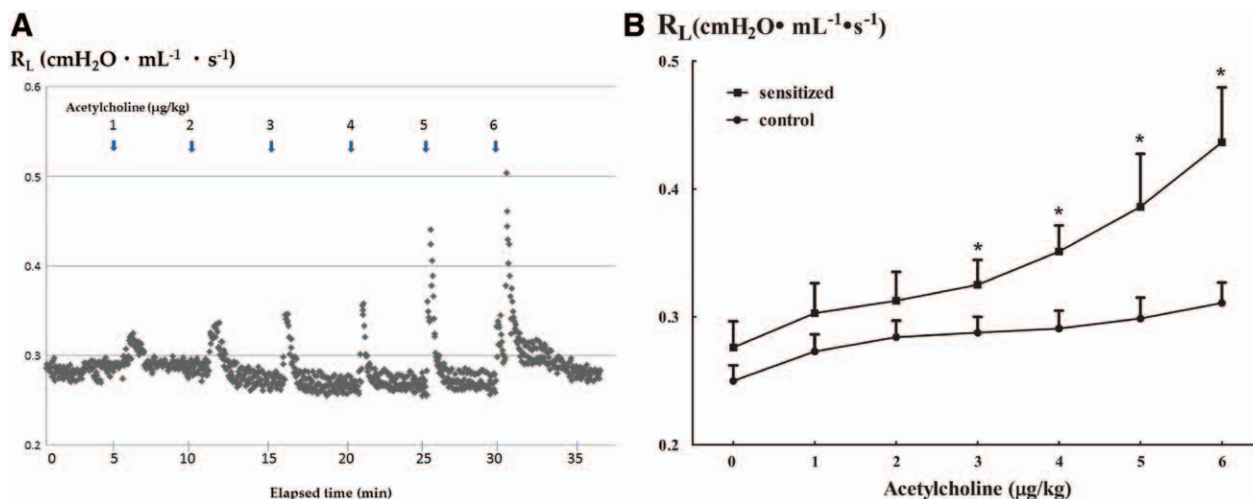 A
R_L (cmH₂O · mL⁻¹ · s⁻¹)
0.6
Acetylcholine (μg/kg)
1 2 3 4 5 6
0.5
0.4
0.3
0.2
0 5 10 15 20 25 30 35
Elapsed time (min)
B R_L(cmH₂O• mL⁻¹•s⁻¹)
0.5
sensitized
control
* * * *
0.4
0.3
0.2
0 1 2 3 4 5 6
Acetylcholine (μg/kg)